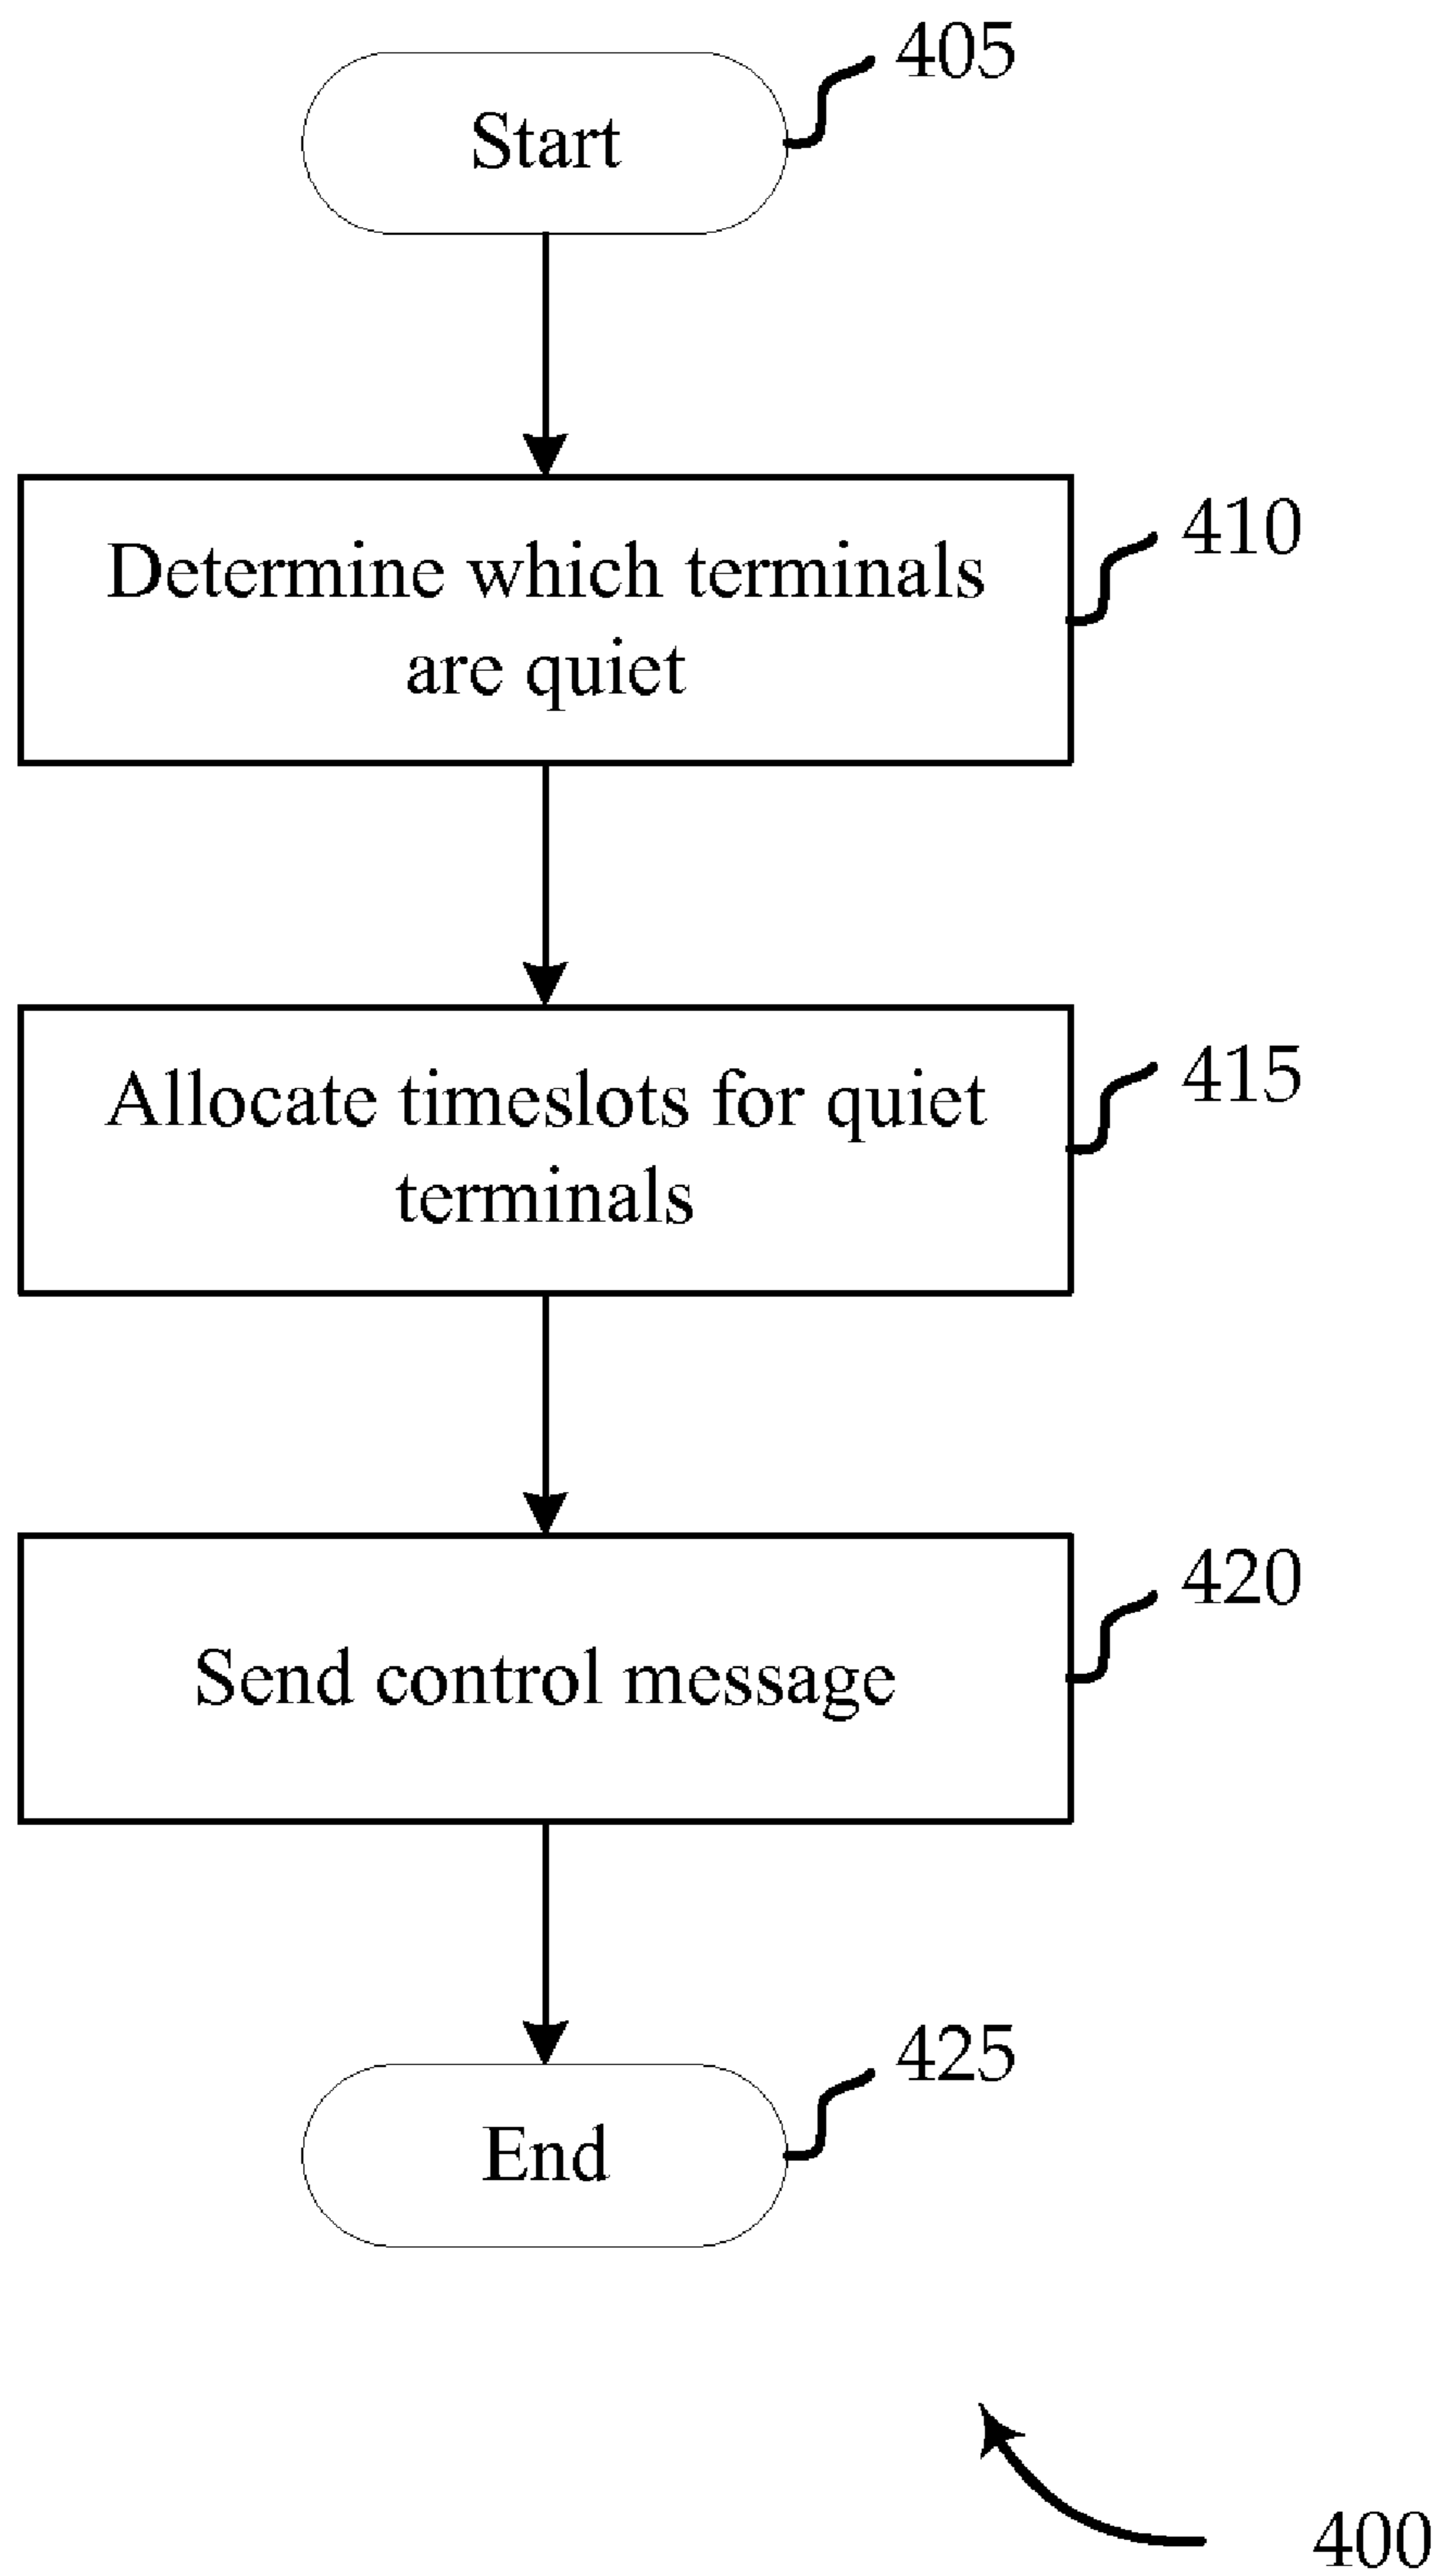 405
Start
410
Determine which terminals
are quiet
415
Allocate timeslots for quiet
terminals
420
Send control message
425
End
400